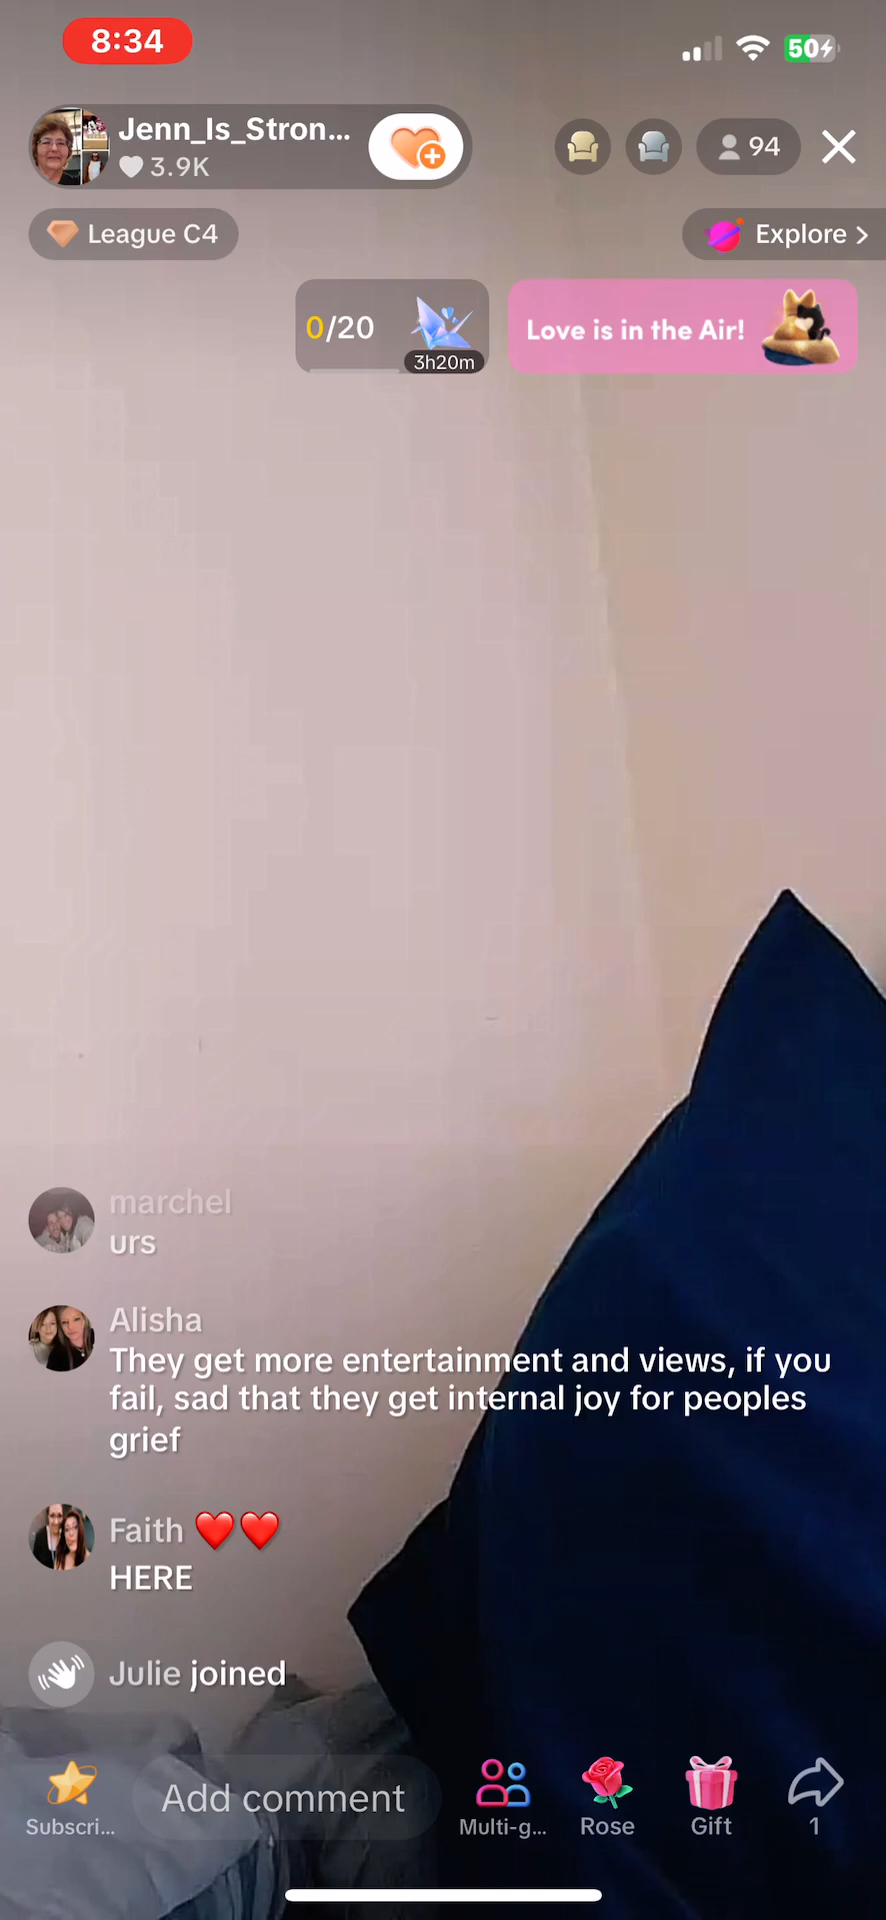 8:34
50
Jenn_Is_Stron...
3.9K
94
League C4
Explore >
0/20
3h20m
Love is in the Air!
marchel
urs
Alisha
They get more entertainment and views, if you
fail, sad that they get internal joy for peoples
grief
Faith ❤️❤️
HERE
Julie joined
Add comment
Subscri...
Multi-g...
Rose
Gift
1